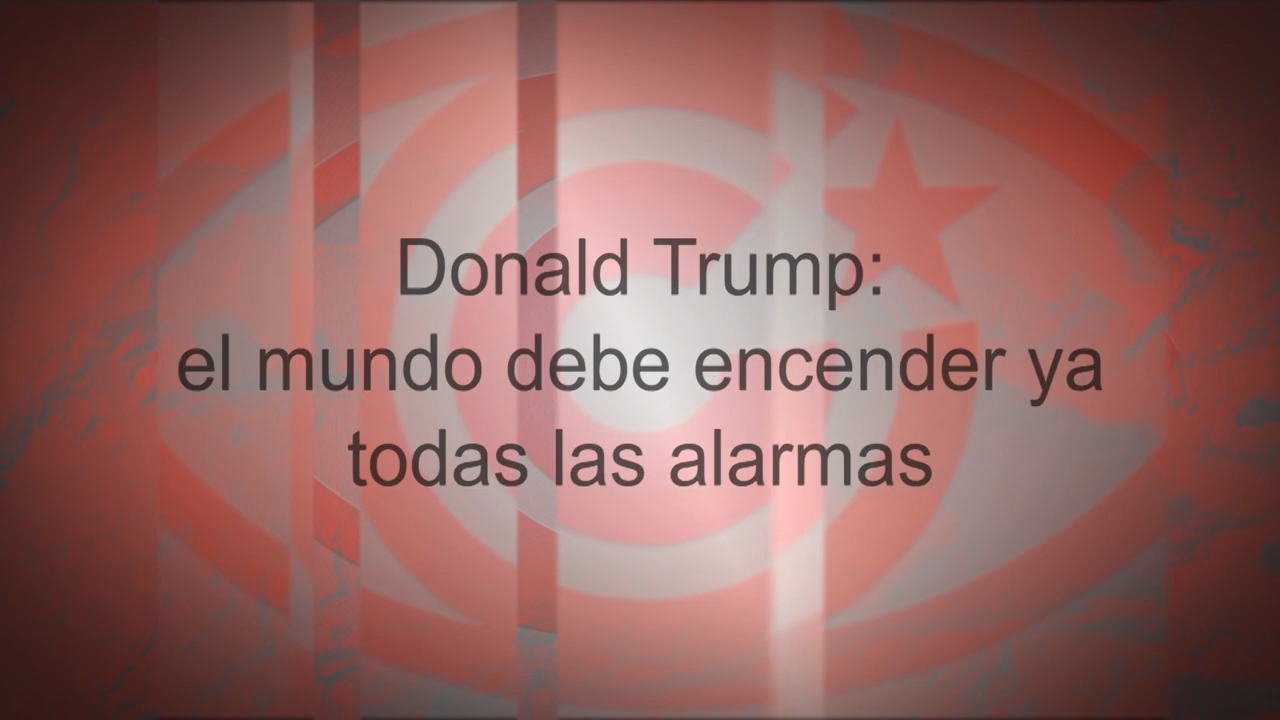 Donald Trump:
el mundo debe encender ya
todas las alarmas